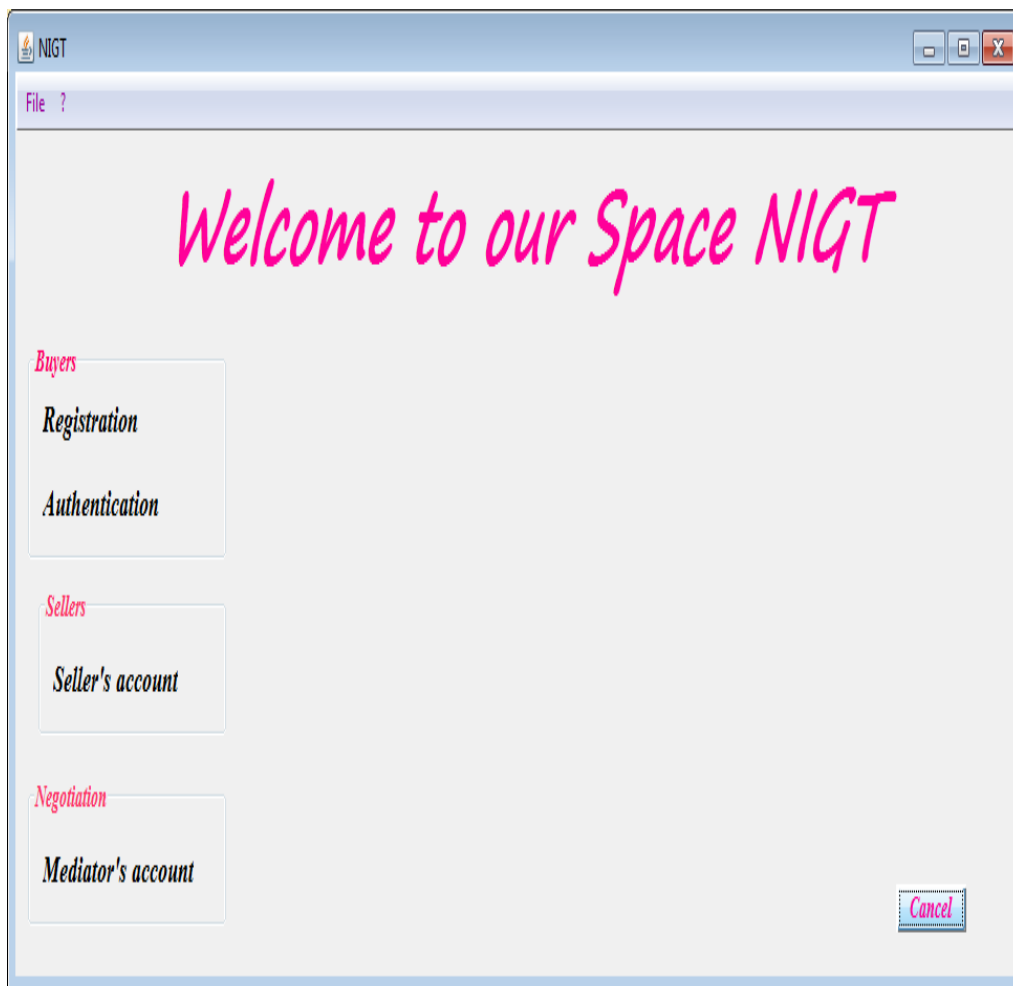 NIGT
File ?
Welcome to our Space NIGT
Buyers
Registration
Authentication
Sellers
Seller's account
Negotiation
Mediator's account
Cancel